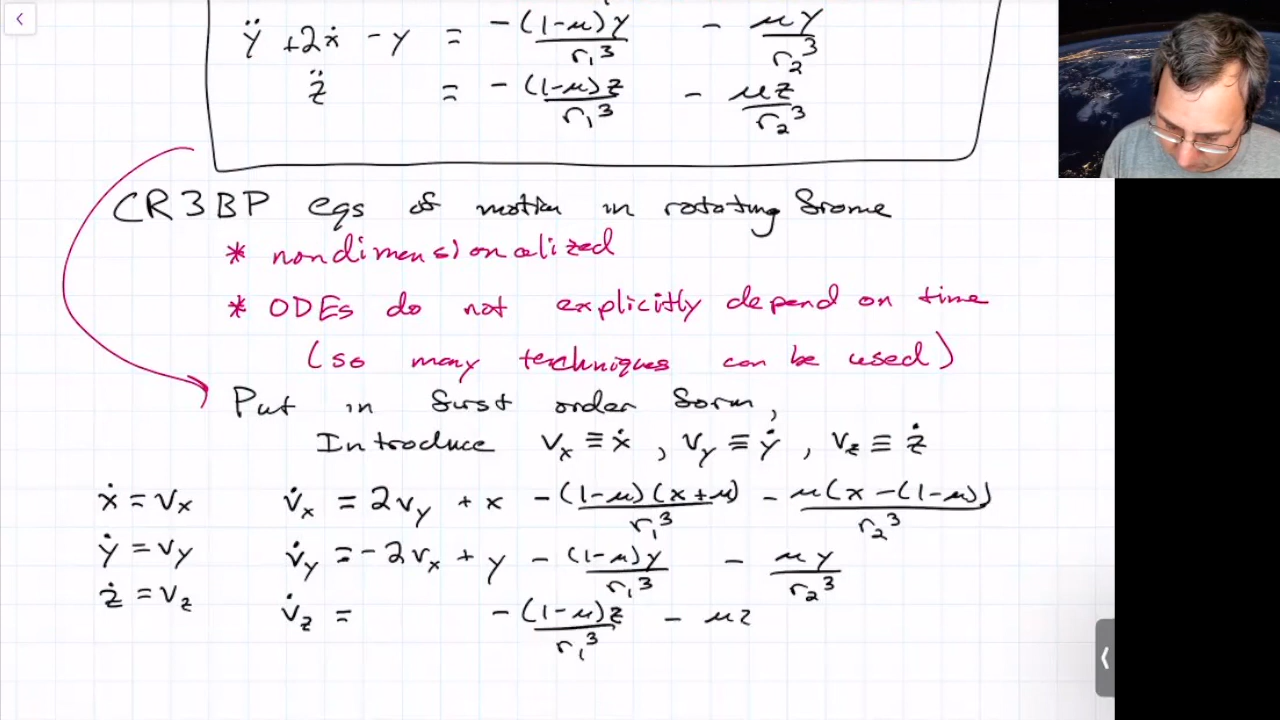 ÿ + 2ẋ - y = -(1-μ)y/r₁³ - μy/r₂³
z̈ = -(1-μ)z/r₁³ - μz/r₂³
CR3BP eqs of motion in rotating frame
* nondimensionalized
* ODEs do not explicitly depend on time
(so many techniques can be used)
Put in first order form,
Introduce vₓ ≡ ẋ , v_y ≡ ẏ , v_z ≡ ż
ẋ = vₓ v̇ₓ = 2v_y + x - (1-μ)(x+μ)/r₁³ - μ(x-(1-μ))/r₂³
ẏ = v_y v̇_y = -2vₓ + y - (1-μ)y/r₁³ - μy/r₂³
ż = v_z v̇_z = -(1-μ)z/r₁³ - μz